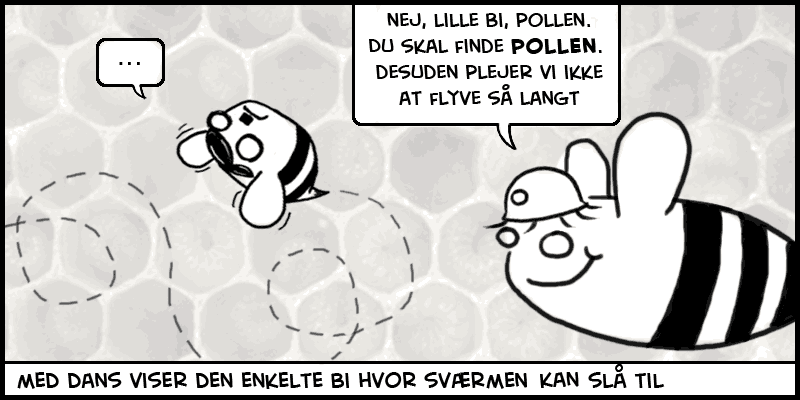 ...
NEJ, LILLE BI, POLLEN.
DU SKAL FINDE POLLEN.
DESUDEN PLEJER VI IKKE
AT FLYVE SÅ LANGT
MED DANS VISER DEN ENKELTE BI HVOR SVÆRMEN KAN SLÅ TIL